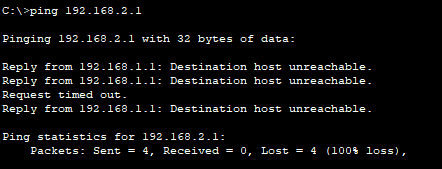 C:\>ping 192.168.2.1
Pinging 192.168.2.1 with 32 bytes of data:
Reply from 192.168.1.1: Destination host unreachable.
Reply from 192.168.1.1: Destination host unreachable.
Request timed out.
Reply from 192.168.1.1: Destination host unreachable.
Ping statistics for 192.168.2.1:
    Packets: Sent = 4, Received = 0, Lost = 4 (100% loss),